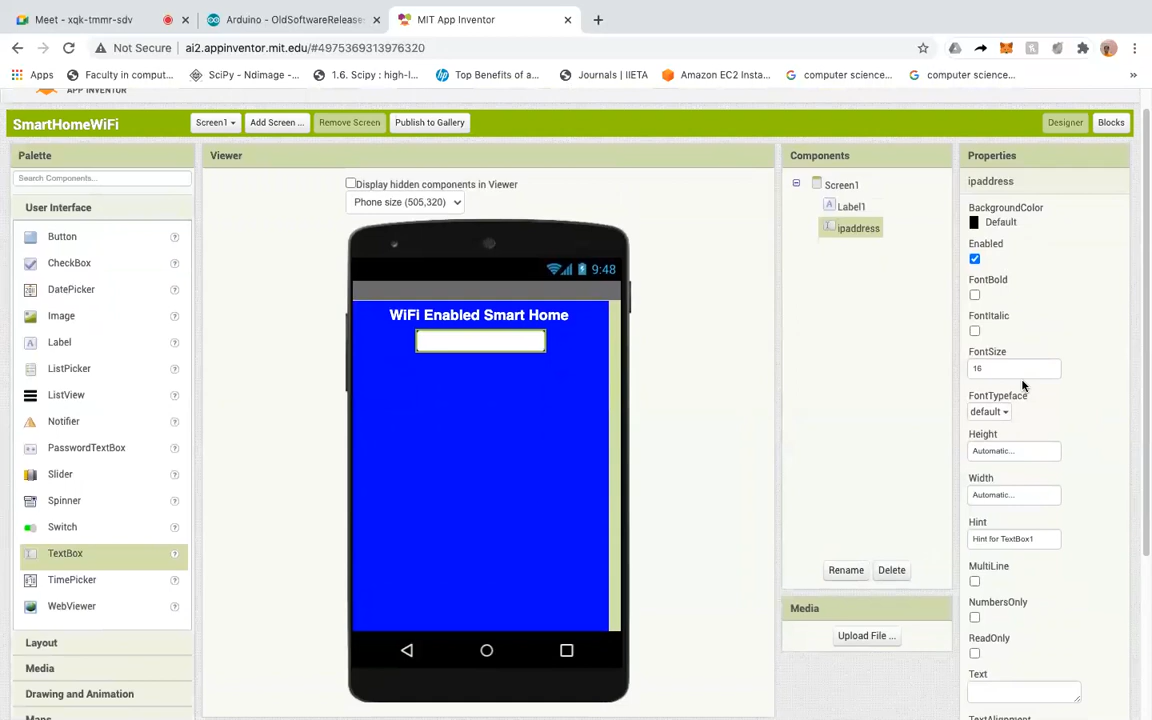 Meet - xqk-tmmr-sdv
Arduino - OldSoftwareRelease
MIT App Inventor
Not Secure
ai2.appinventor.mit.edu/#4975369313976320
Apps
Faculty in comput...
SciPy - Ndimage -...
1.6. Scipy : high-l...
Top Benefits of a...
Journals | IIETA
Amazon EC2 Insta...
computer science...
computer science...
»
APP INVENTOR
SmartHomeWiFi
Screen1
Add Screen ...
Remove Screen
Publish to Gallery
Designer
Blocks
Palette
Viewer
Components
Properties
Search Components...
User Interface
Button
CheckBox
DatePicker
Image
Label
ListPicker
ListView
Notifier
PasswordTextBox
Slider
Spinner
Switch
TextBox
TimePicker
WebViewer
Layout
Media
Drawing and Animation
Maps
Display hidden components in Viewer
Phone size (505,320)
9:48
WiFi Enabled Smart Home
Screen1
Label1
ipaddress
Rename
Delete
Media
Upload File ...
ipaddress
BackgroundColor
Default
Enabled
FontBold
FontItalic
FontSize
16
FontTypeface
default
Height
Automatic...
Width
Automatic...
Hint
Hint for TextBox1
MultiLine
NumbersOnly
ReadOnly
Text
TextAlignment